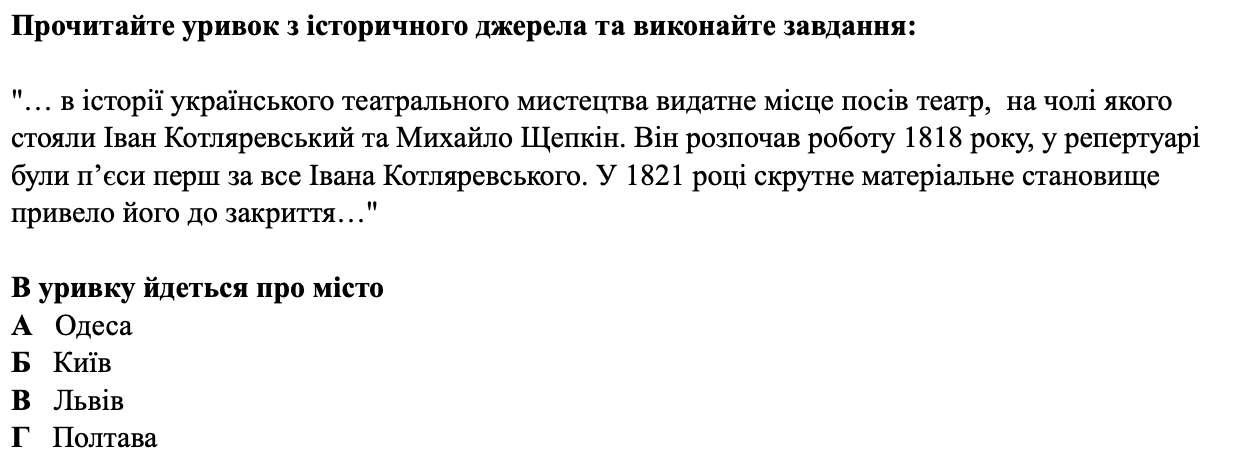 Прочитайте уривок з історичного джерела та виконайте завдання:
"… в історії українського театрального мистецтва видатне місце посів театр,  на чолі якого
стояли Іван Котляревський та Михайло Щепкін. Він розпочав роботу 1818 року, у репертуарі
були п’єси перш за все Івана Котляревського. У 1821 році скрутне матеріальне становище
привело його до закриття…"
В уривку йдеться про місто
А Одеса
Б Київ
В Львів
Г Полтава